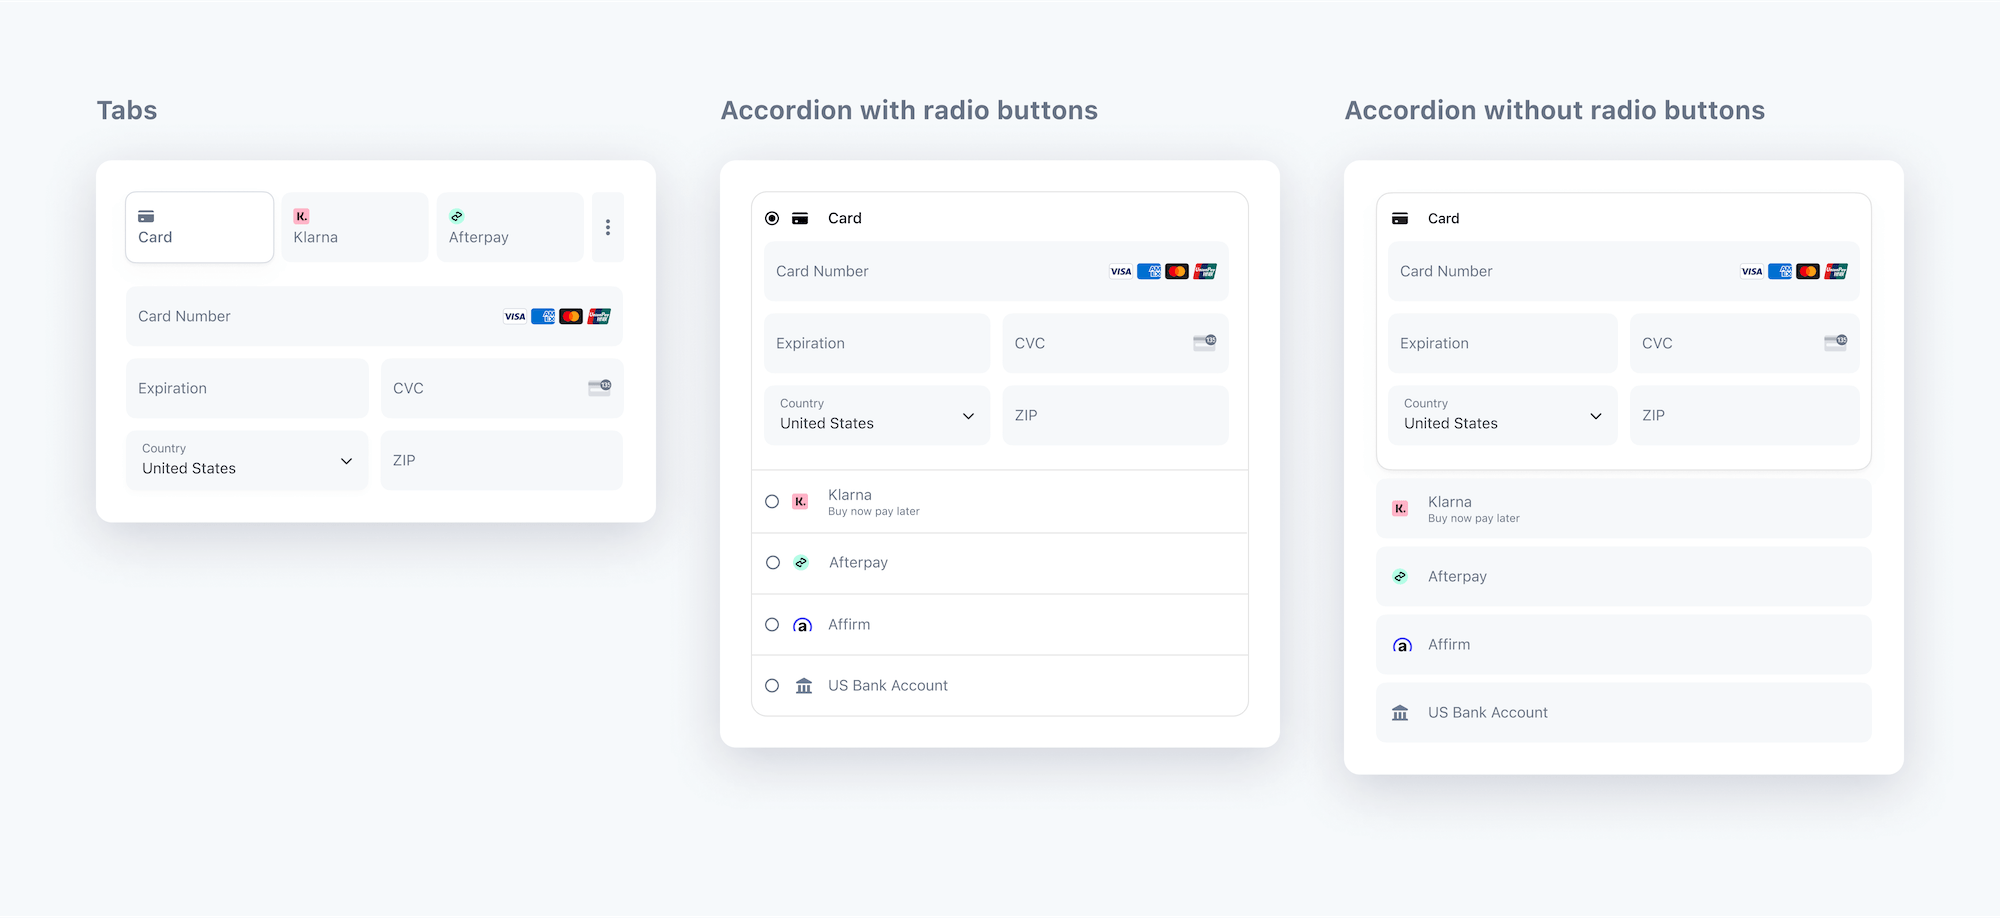 Tabs
Card
K.
Klarna
Afterpay
Card Number
VISA
Expiration
CVC
135
Country
United States
ZIP
Accordion with radio buttons
Card
Card Number
VISA
Expiration
CVC
135
Country
United States
ZIP
K.
Klarna
Buy now pay later
Afterpay
a
Affirm
US Bank Account
Accordion without radio buttons
Card
Card Number
VISA
Expiration
CVC
135
Country
United States
ZIP
K.
Klarna
Buy now pay later
Afterpay
a
Affirm
US Bank Account